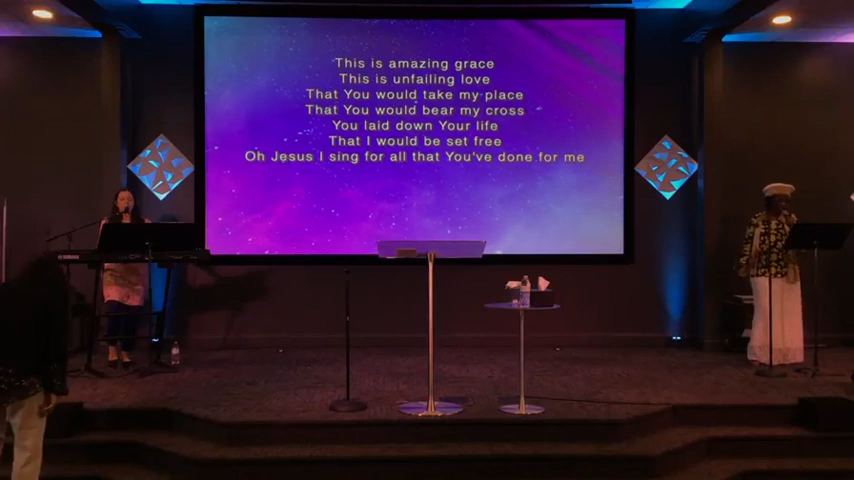 This is amazing grace
This is unfailing love
That You would take my place
That You would bear my cross
You laid down Your life
That I would be set free
Oh Jesus I sing for all that You've done for me